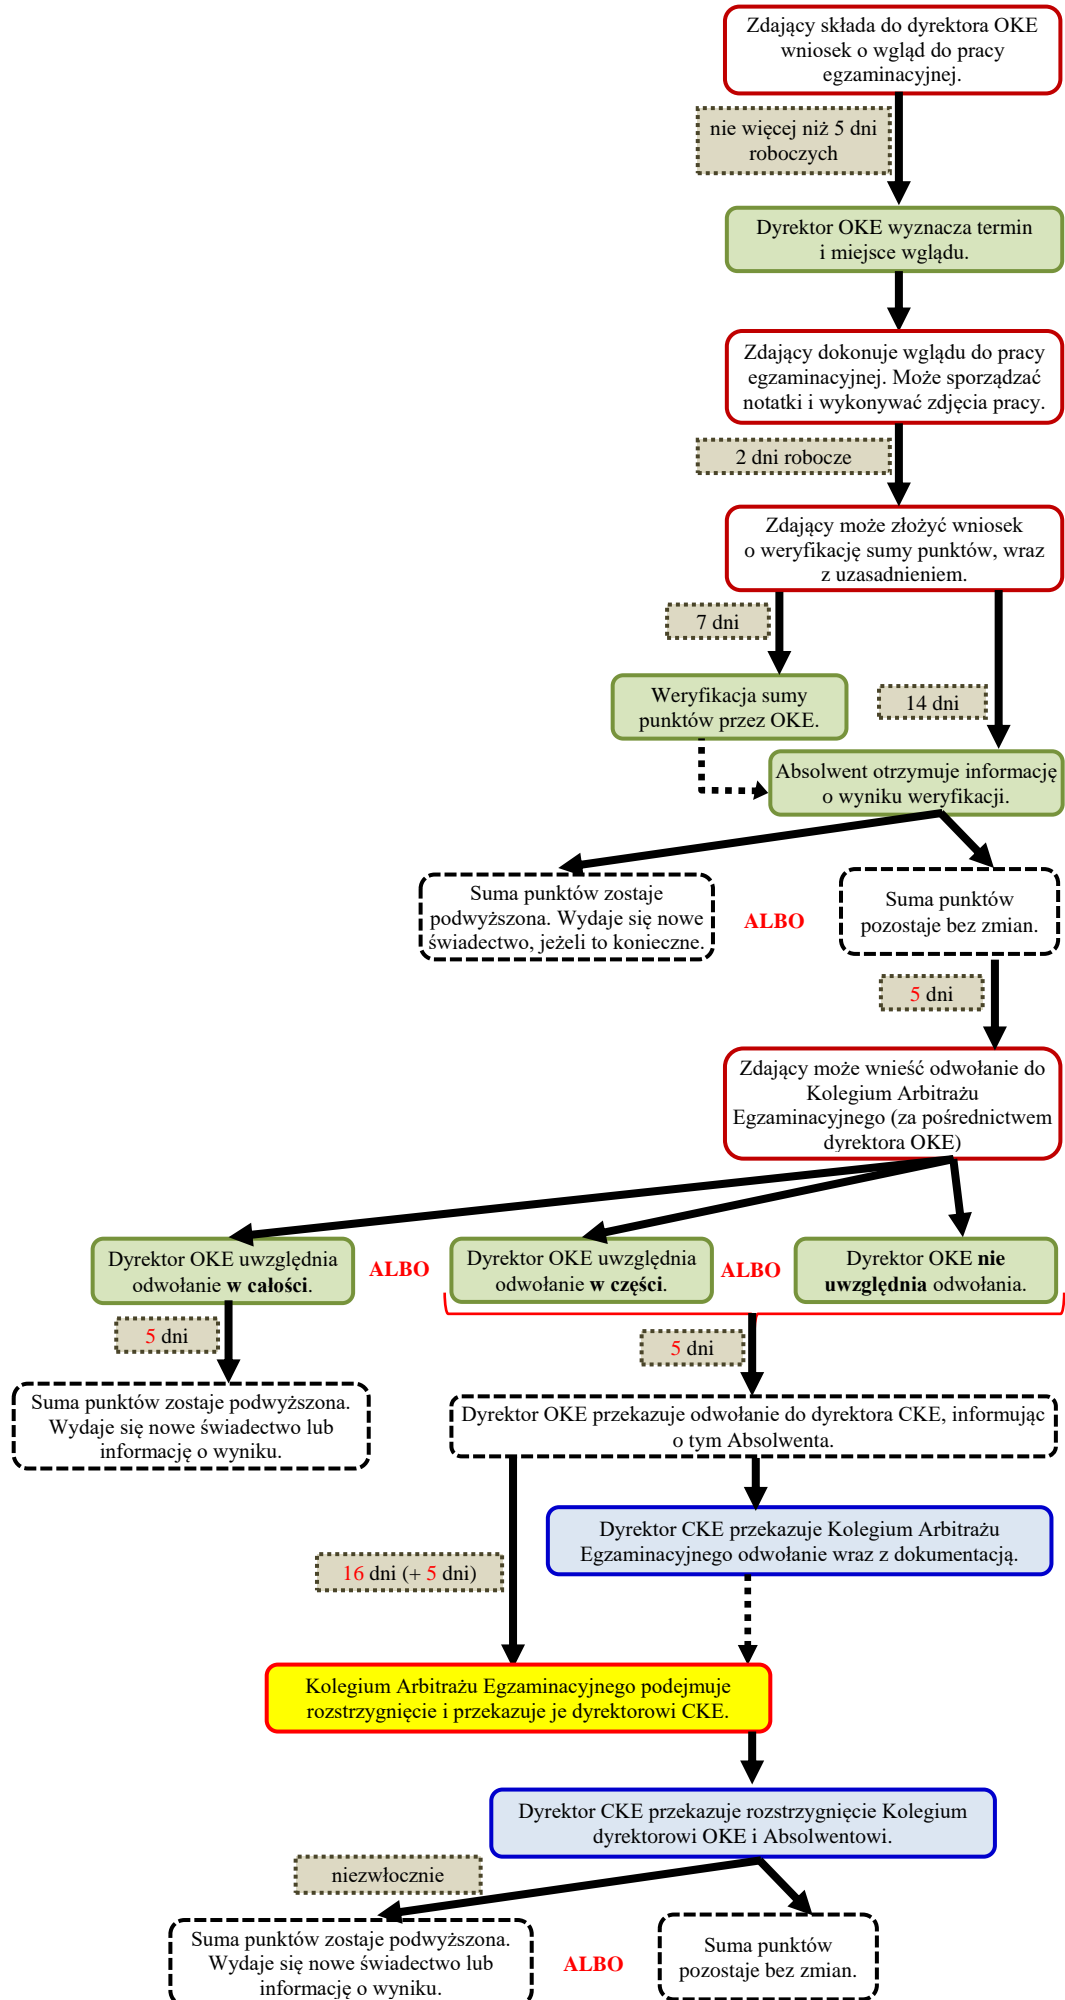 Zdający składa do dyrektora OKE
wniosek o wgląd do pracy
egzaminacyjnej.
nie więcej niż 5 dni
roboczych
Dyrektor OKE wyznacza termin
i miejsce wglądu.
Zdający dokonuje wglądu do pracy
egzaminacyjnej. Może sporządzać
notatki i wykonywać zdjęcia pracy.
2 dni robocze
Zdający może złożyć wniosek
o weryfikację sumy punktów, wraz
z uzasadnieniem.
7 dni
Weryfikacja sumy
punktów przez OKE.
14 dni
Absolwent otrzymuje informację
o wyniku weryfikacji.
Suma punktów zostaje
podwyższona. Wydaje się nowe
świadectwo, jeżeli to konieczne.
ALBO
Suma punktów
pozostaje bez zmian.
5 dni
Zdający może wnieść odwołanie do
Kolegium Arbitrażu
Egzaminacyjnego (za pośrednictwem
dyrektora OKE)
Dyrektor OKE uwzględnia
odwołanie w całości.
ALBO
Dyrektor OKE uwzględnia
odwołanie w części.
ALBO
Dyrektor OKE nie
uwzględnia odwołania.
5 dni
5 dni
Suma punktów zostaje podwyższona.
Wydaje się nowe świadectwo lub
informację o wyniku.
Dyrektor OKE przekazuje odwołanie do dyrektora CKE, informując
o tym Absolwenta.
Dyrektor CKE przekazuje Kolegium Arbitrażu
Egzaminacyjnego odwołanie wraz z dokumentacją.
16 dni (+ 5 dni)
Kolegium Arbitrażu Egzaminacyjnego podejmuje
rozstrzygnięcie i przekazuje je dyrektorowi CKE.
Dyrektor CKE przekazuje rozstrzygnięcie Kolegium
dyrektorowi OKE i Absolwentowi.
niezwłocznie
Suma punktów zostaje podwyższona.
Wydaje się nowe świadectwo lub
informację o wyniku.
ALBO
Suma punktów
pozostaje bez zmian.